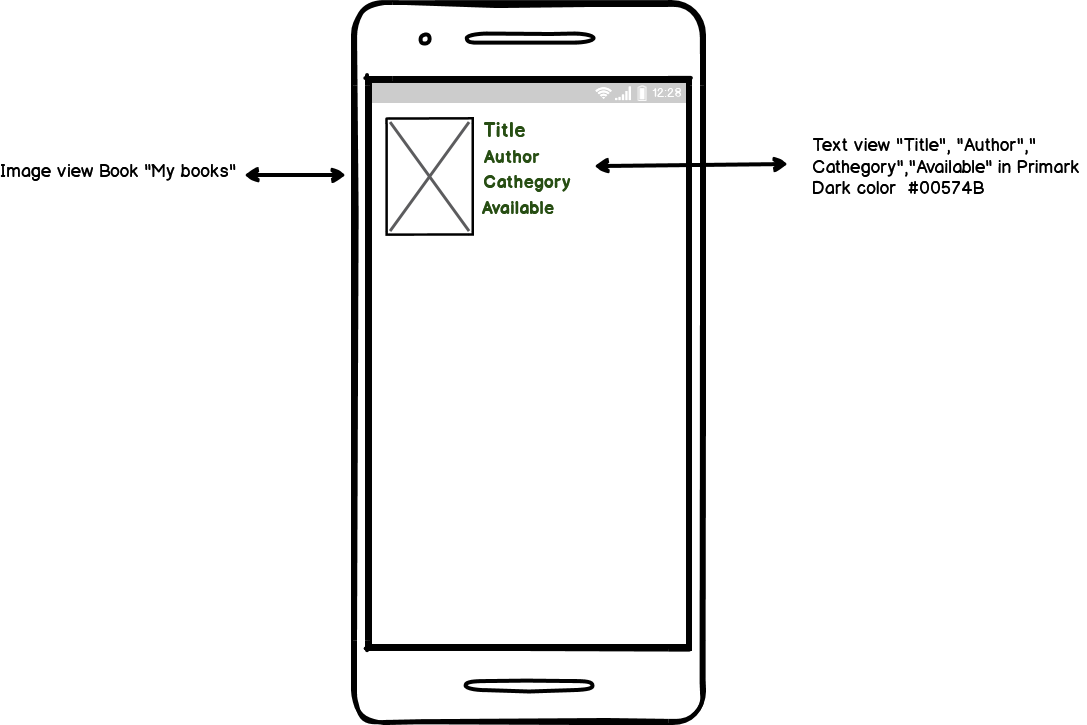 12.28
Title
Author
Cathegory
Available
Image view Book "My books"
Text view "Title", "Author","
Cathegory","Available" in Primark
Dark color  #00574B